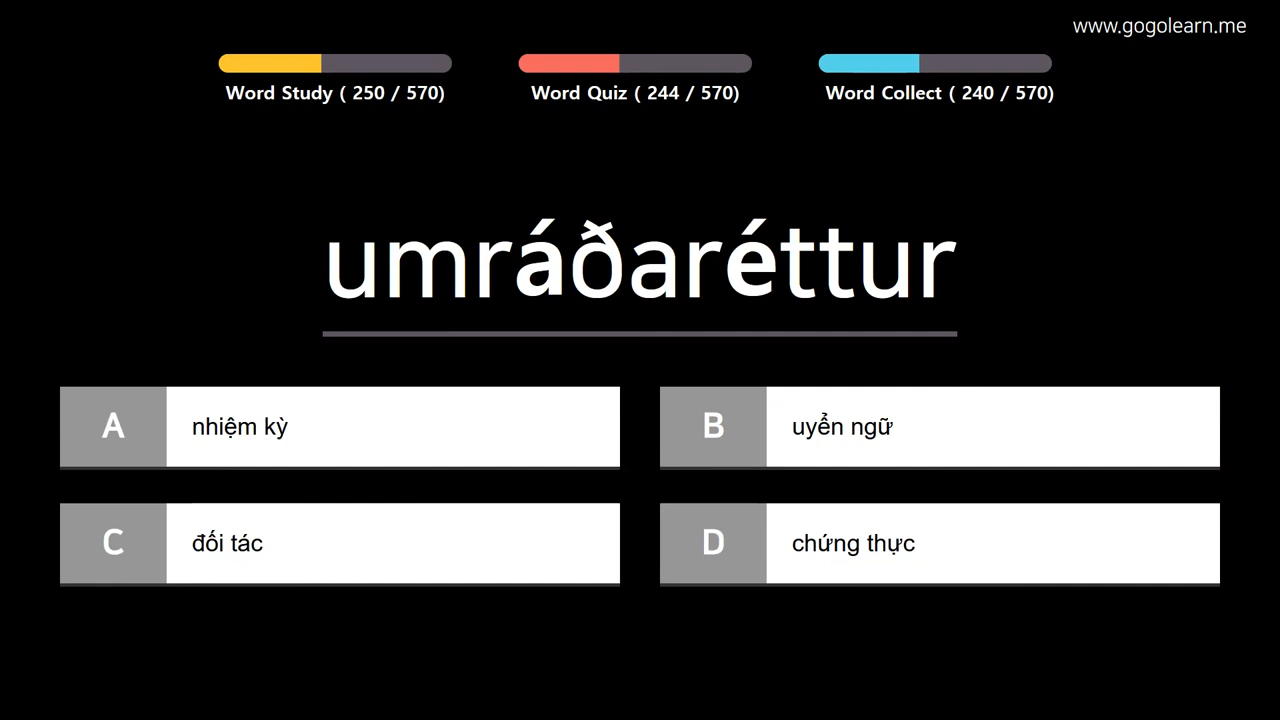 www.gogolearn.me
Word Study ( 250 / 570)
Word Quiz ( 244 / 570)
Word Collect ( 240 / 570)
umráðaréttur
A nhiệm kỳ
B uyển ngữ
C đối tác
D chứng thực